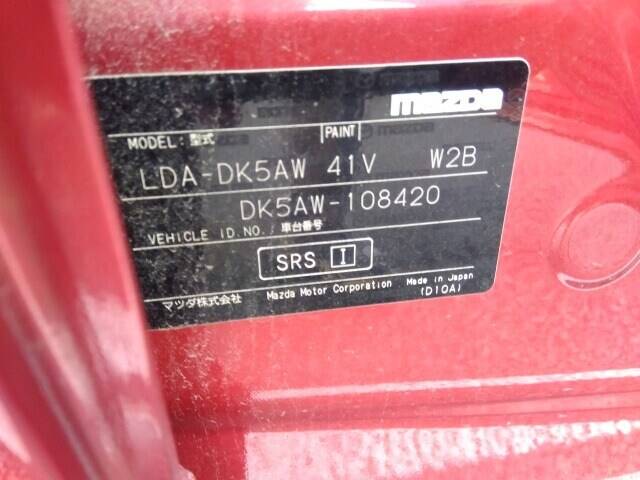 mazda
MODEL:型式 PAINT
LDA-DK5AW 41V W2B
DK5AW-108420
VEHICLE ID.NO.:車台番号
SRS I
マツダ株式会社 Mazda Motor Corporation Made in Japan
(D10A)